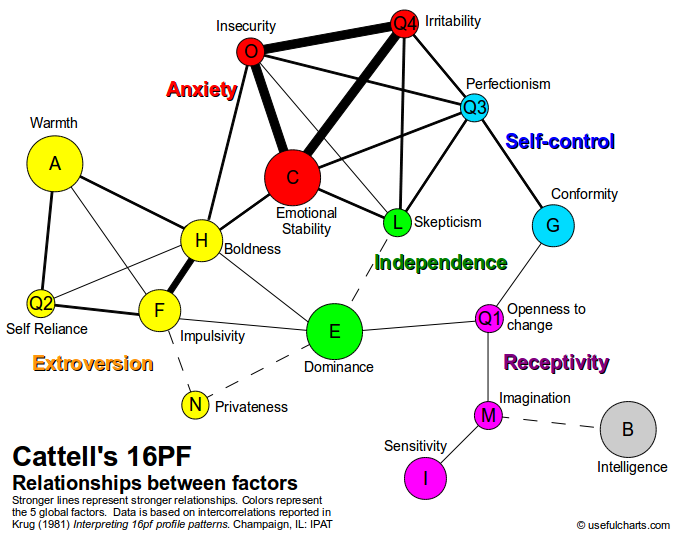 Insecurity
Irritability
O
Q4
Anxiety
Perfectionism
Q3
Warmth
Self-control
A
C
Conformity
Emotional
Stability
L
Skepticism
G
H
Boldness
Independence
Q2
F
Self Reliance
Impulsivity
E
Q1
Openness to
change
Extroversion
Dominance
Receptivity
N
Privateness
Imagination
M
B
Cattell's 16PF
Sensitivity
Intelligence
Relationships between factors
I
Stronger lines represent stronger relationships. Colors represent
the 5 global factors.  Data is based on intercorrelations reported in
Krug (1981) Interpreting 16pf profile patterns. Champaign, IL: IPAT
© usefulcharts.com